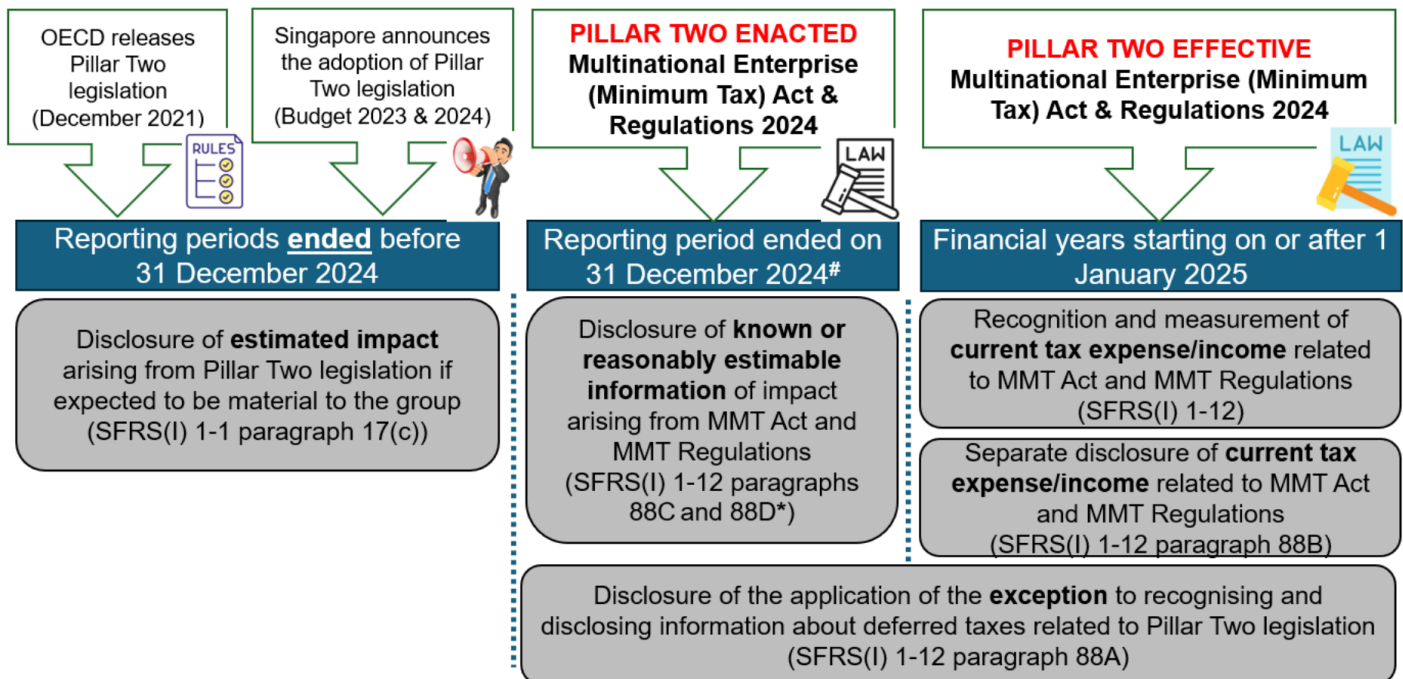 OECD releases
Pillar Two
legislation
(December 2021)
RULES
Singapore announces
the adoption of Pillar
Two legislation
(Budget 2023 & 2024)
PILLAR TWO ENACTED
Multinational Enterprise
(Minimum Tax) Act &
Regulations 2024
LAW
PILLAR TWO EFFECTIVE
Multinational Enterprise (Minimum
Tax) Act & Regulations 2024
LAW
Reporting periods ended before
31 December 2024
Reporting period ended on
31 December 2024#
Financial years starting on or after 1
January 2025
Disclosure of estimated impact
arising from Pillar Two legislation if
expected to be material to the group
(SFRS(I) 1-1 paragraph 17(c))
Disclosure of known or
reasonably estimable
information of impact
arising from MMT Act and
MMT Regulations
(SFRS(I) 1-12 paragraphs
88C and 88D*)
Recognition and measurement of
current tax expense/income related
to MMT Act and MMT Regulations
(SFRS(I) 1-12)
Separate disclosure of current tax
expense/income related to MMT Act
and MMT Regulations
(SFRS(I) 1-12 paragraph 88B)
Disclosure of the application of the exception to recognising and
disclosing information about deferred taxes related to Pillar Two legislation
(SFRS(I) 1-12 paragraph 88A)